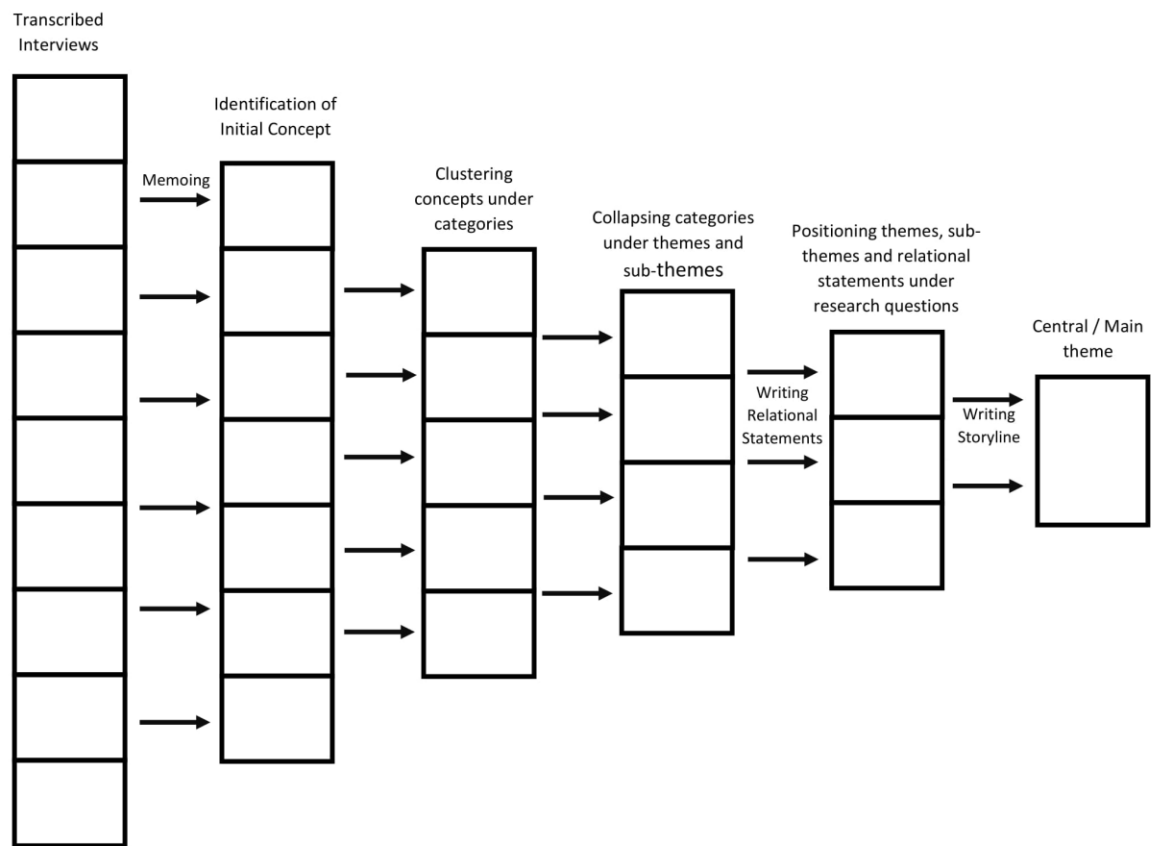 Transcribed
Interviews
Identification of
Initial Concept
Memoing
Clustering
concepts under
categories
Collapsing categories
under themes and
sub-themes
Positioning themes, sub-
themes and relational
statements under
research questions
Writing
Relational
Statements
Central / Main
theme
Writing
Storyline